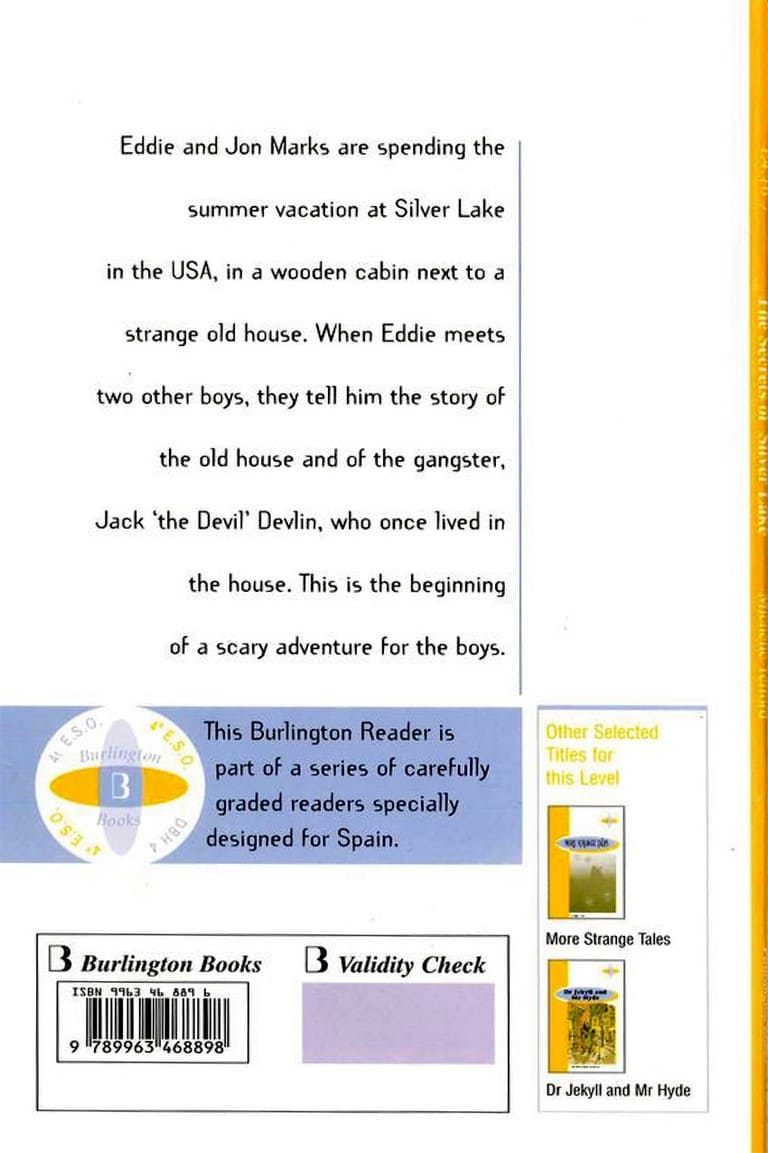 Eddie and Jon Marks are spending the
summer vacation at Silver Lake
in the USA, in a wooden cabin next to a
strange old house. When Eddie meets
two other boys, they tell him the story of
the old house and of the gangster,
Jack ‘the Devil’ Devlin, who once lived in
the house. This is the beginning
of a scary adventure for the boys.
4t E.S.O.
4º E.S.O.
Burlington
B
Books
4º E.S.O.
DBH 4
This Burlington Reader is
part of a series of carefully
graded readers specially
designed for Spain.
Other Selected
Titles for
this Level
More Strange Tales
Dr Jekyll and
Mr Hyde
Dr Jekyll and Mr Hyde
B Burlington Books
ISBN 9963 46 889 6
9 789963 468898
B Validity Check
The Secrets of Silver Lake